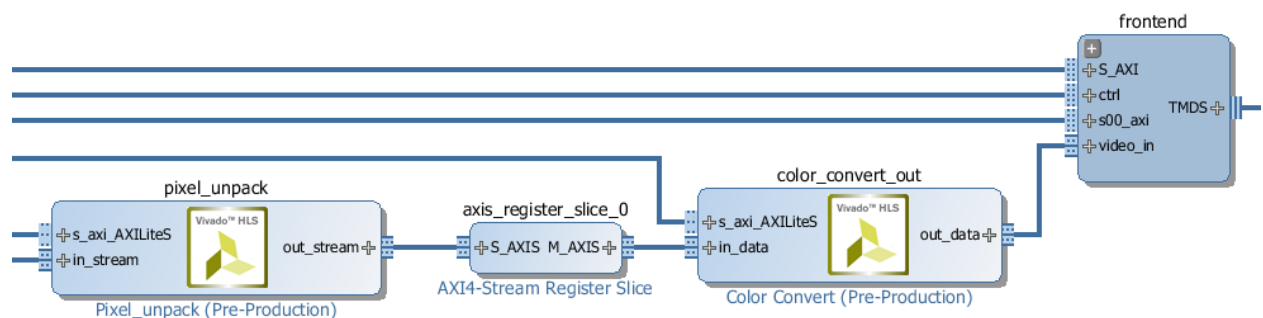 frontend
S_AXI
ctrl
s00_axi
video_in
TMDS
pixel_unpack
s_axi_AXILiteS
in_stream
Vivado™ HLS
out_stream
Pixel_unpack (Pre-Production)
axis_register_slice_0
S_AXIS M_AXIS
AXI4-Stream Register Slice
color_convert_out
s_axi_AXILiteS
in_data
Vivado™ HLS
out_data
Color Convert (Pre-Production)